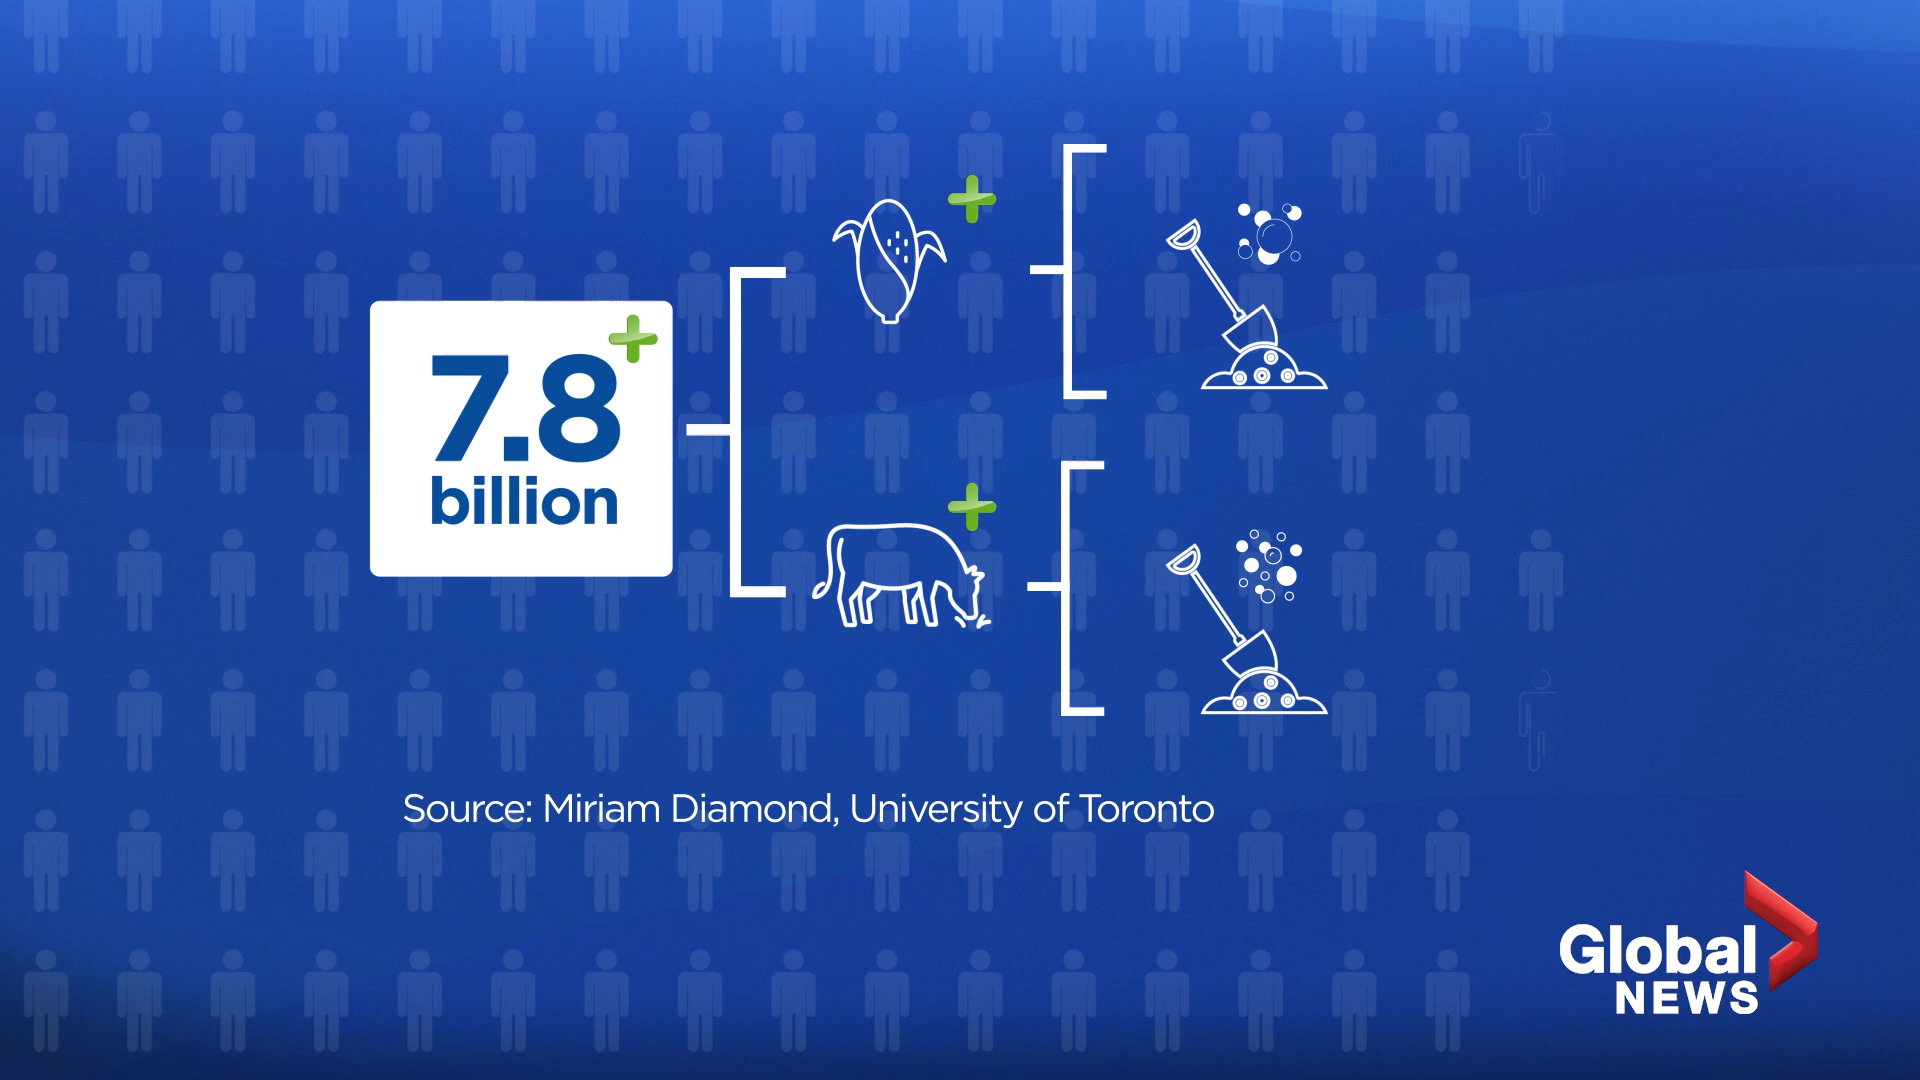 7.8
billion
Source: Miriam Diamond, University of Toronto
Global
NEWS